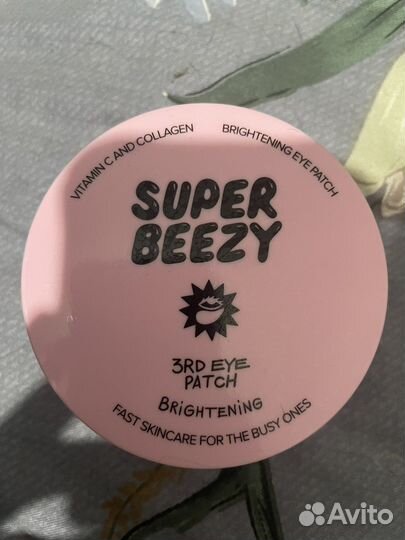 VITAMIN C AND COLLAGEN
BRIGHTENING EYE PATCH
SUPER
BEEZY
3RD EYE
PATCH
BRIGHTENING
FAST SKINCARE FOR THE BUSY ONES
Avito